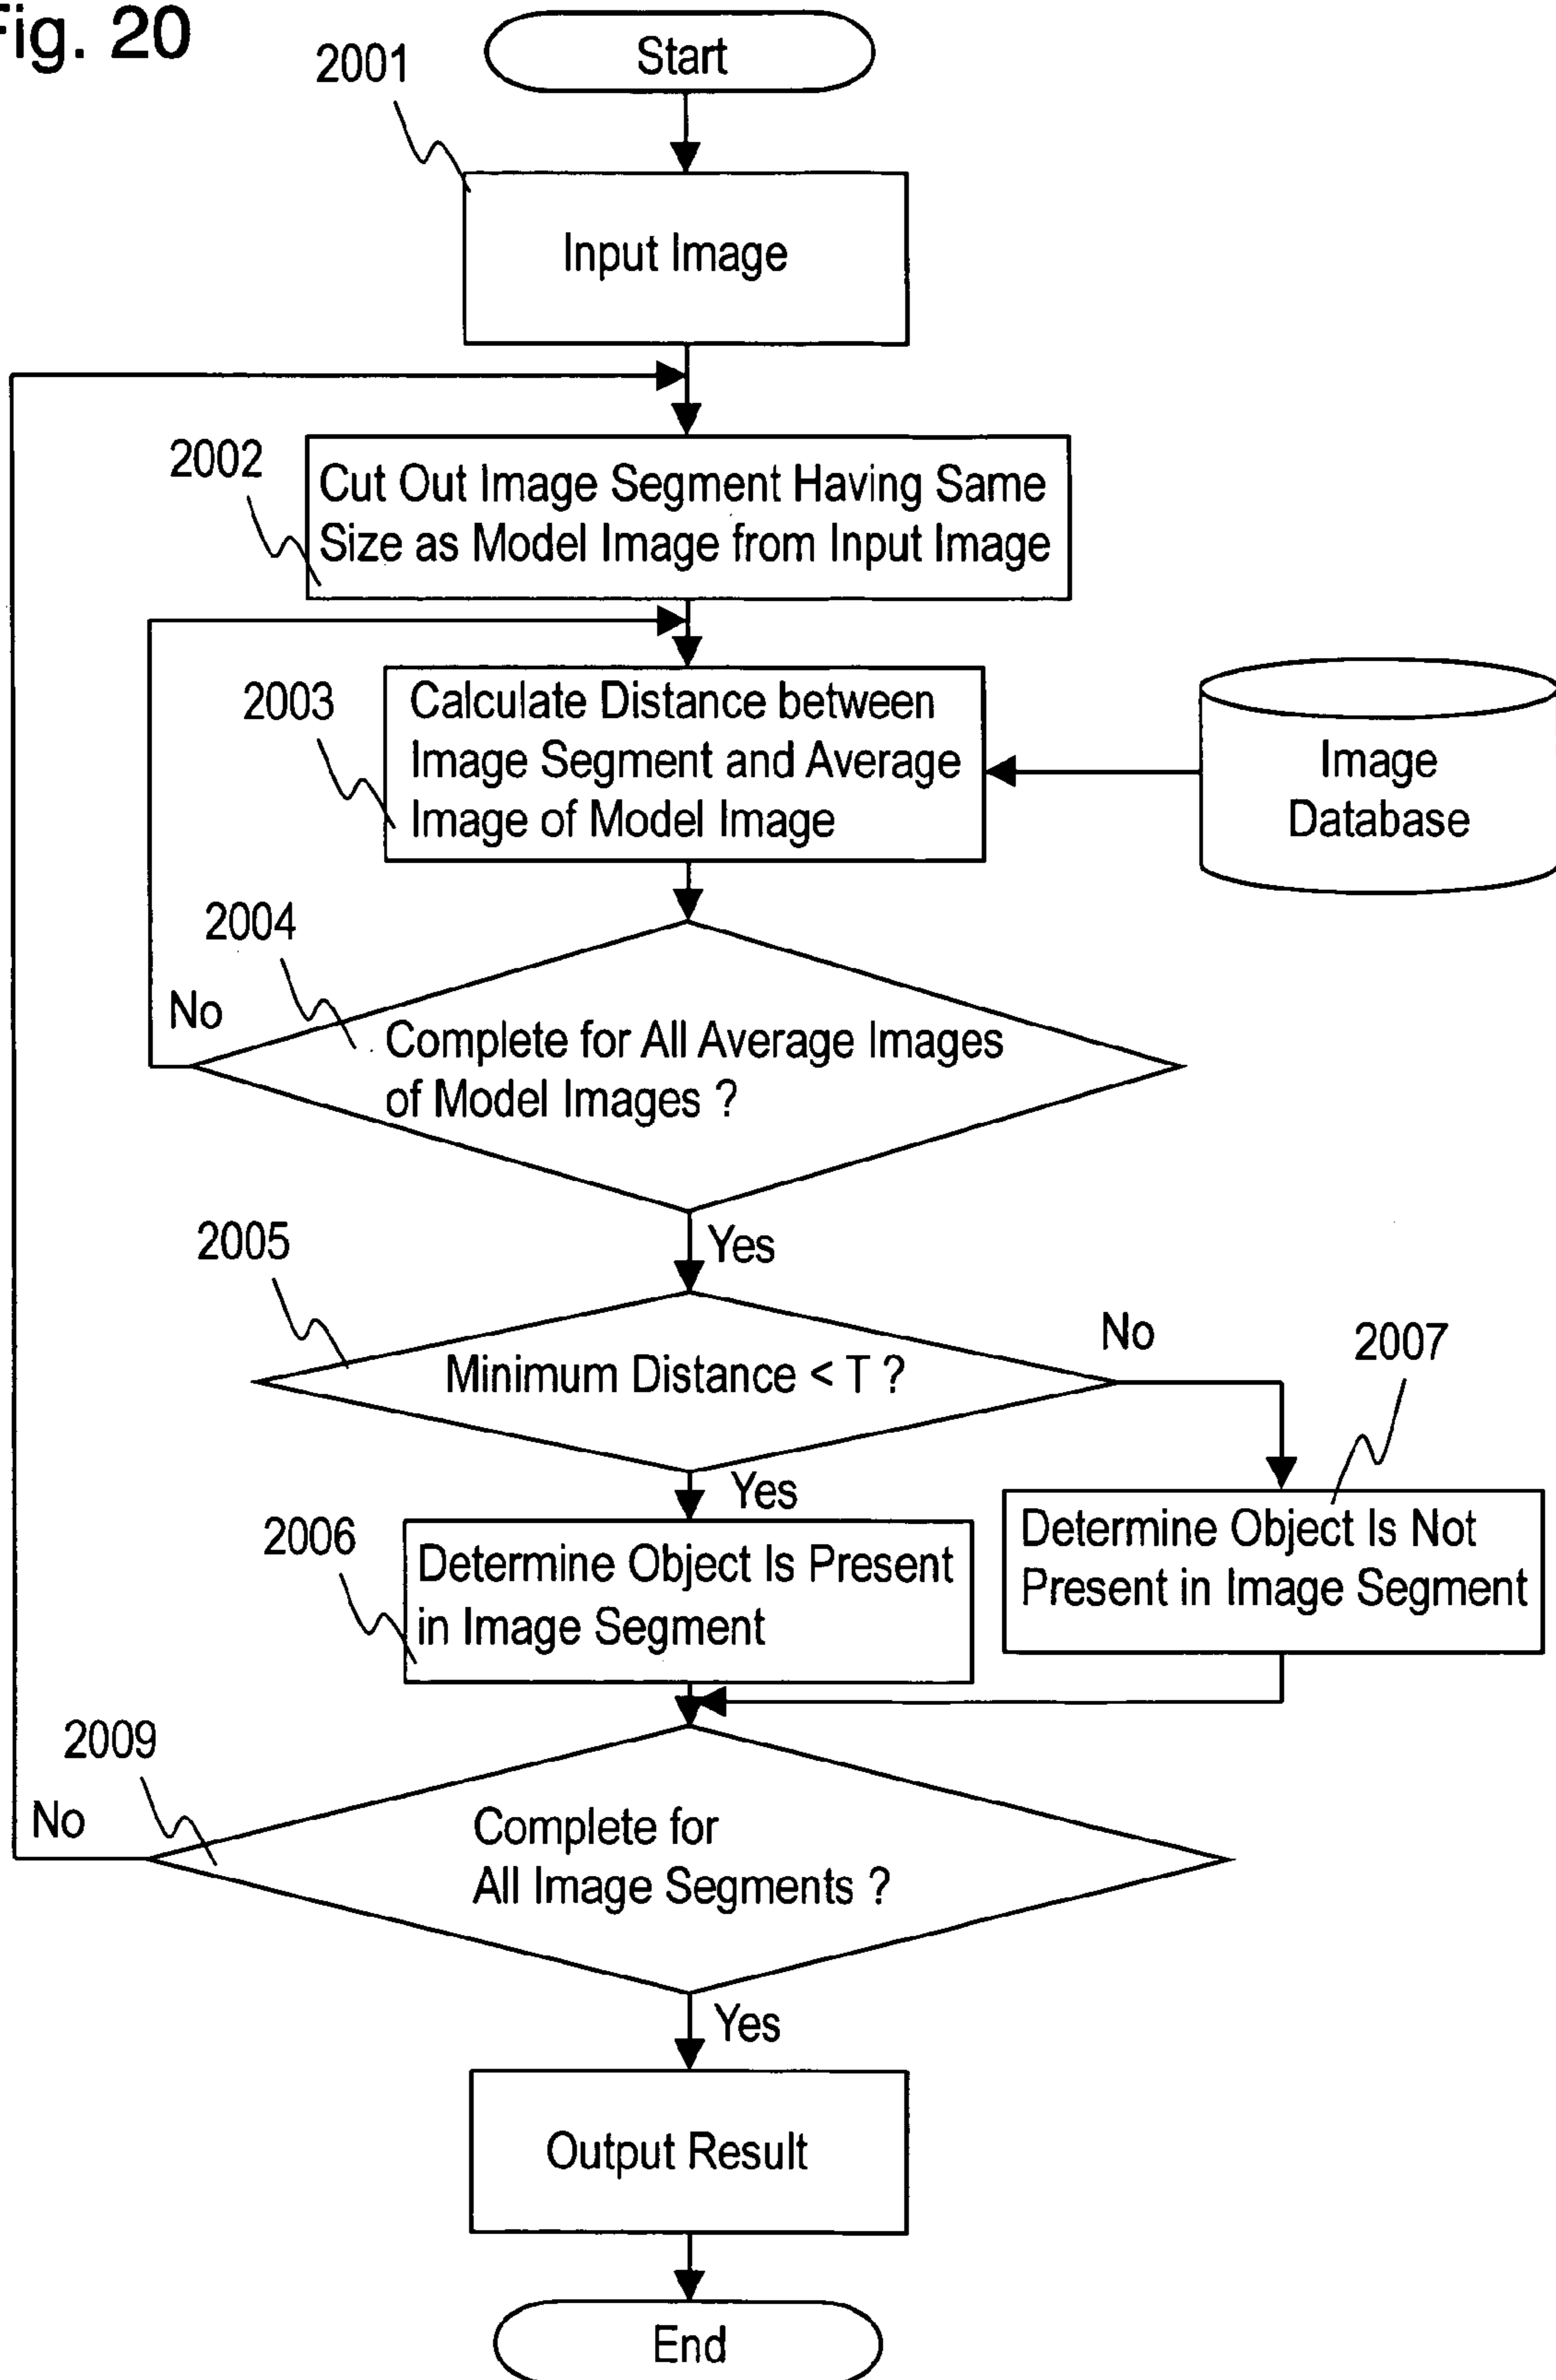 Fig. 20
Start
2001
Input Image
2002
Cut Out Image Segment Having Same
Size as Model Image from Input Image
2003
Calculate Distance between
Image Segment and Average
Image of Model Image
Image
Database
2004
No
Complete for All Average Images
of Model Images ?
Yes
2005
Minimum Distance < T ?
No
2007
Yes
2006
Determine Object Is Present
in Image Segment
Determine Object Is Not
Present in Image Segment
2009
No
Complete for
All Image Segments ?
Yes
Output Result
End